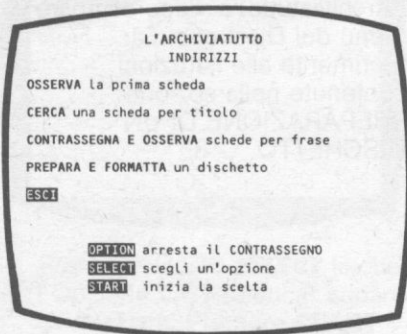 L'ARCHIVIATUTTO
INDIRIZZI
OSSERVA la prima scheda
CERCA una scheda per titolo
CONTRASSEGNA E OSSERVA schede per frase
PREPARA E FORMATTA un dischetto
ESCI
OPTION arresta il CONTRASSEGNO
SELECT scegli un'opzione
START inizia la scelta